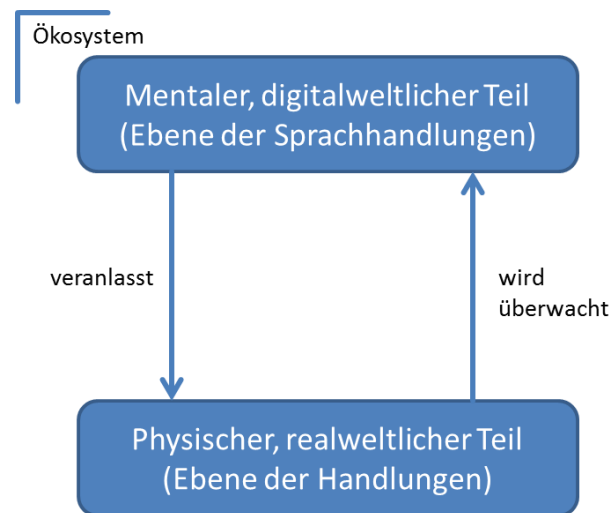 Ökosystem
Mentaler, digitalweltlicher Teil
(Ebene der Sprachhandlungen)
veranlasst
wird
überwacht
Physischer, realweltlicher Teil
(Ebene der Handlungen)